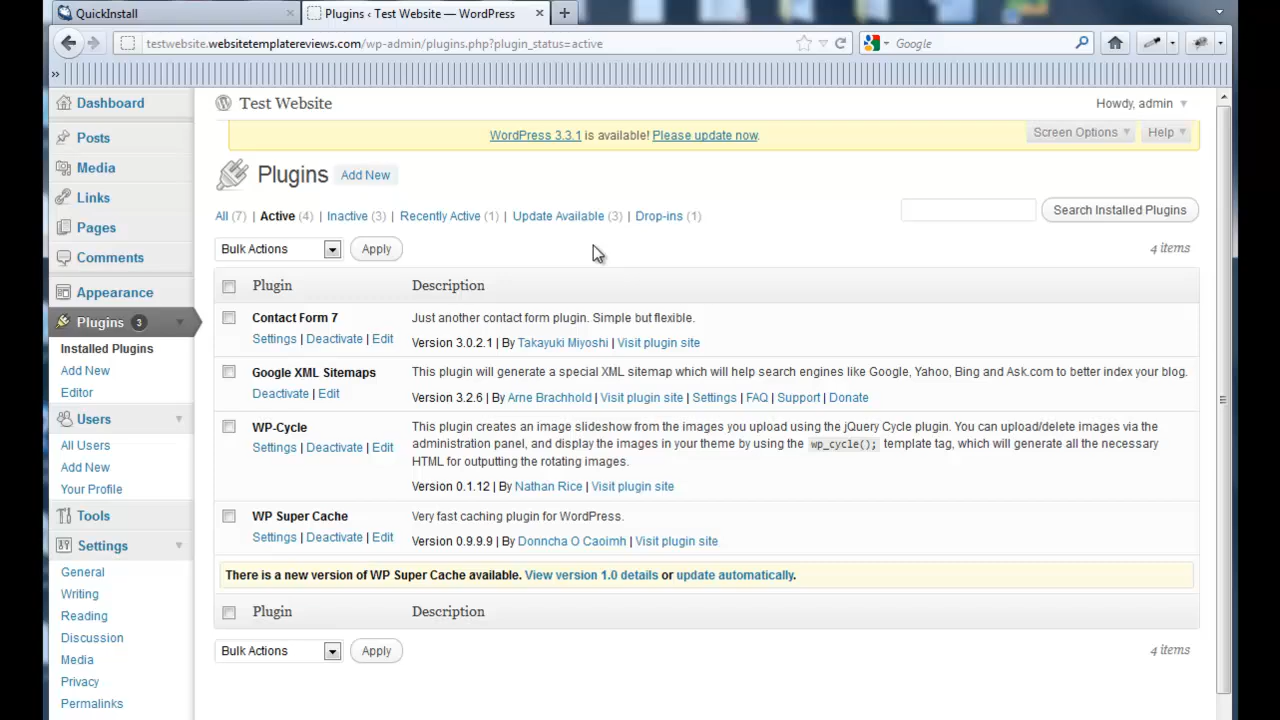 QuickInstall
Plugins ‹ Test Website — WordPress
testwebsite.websitetemplatereviews.com/wp-admin/plugins.php?plugin_status=active
Google
»
Dashboard
Posts
Media
Links
Pages
Comments
Appearance
Plugins 3
Installed Plugins
Add New
Editor
Users
All Users
Add New
Your Profile
Tools
Settings
General
Writing
Reading
Discussion
Media
Privacy
Permalinks
Test Website
Howdy, admin
WordPress 3.3.1 is available! Please update now.
Screen Options
Help
Plugins Add New
All (7) | Active (4) | Inactive (3) | Recently Active (1) | Update Available (3) | Drop-ins (1)
Search Installed Plugins
Bulk Actions Apply
4 items
Plugin Description
Contact Form 7 Just another contact form plugin. Simple but flexible.
Settings | Deactivate | Edit Version 3.0.2.1 | By Takayuki Miyoshi | Visit plugin site
Google XML Sitemaps This plugin will generate a special XML sitemap which will help search engines like Google, Yahoo, Bing and Ask.com to better index your blog.
Deactivate | Edit Version 3.2.6 | By Arne Brachhold | Visit plugin site | Settings | FAQ | Support | Donate
WP-Cycle This plugin creates an image slideshow from the images you upload using the jQuery Cycle plugin. You can upload/delete images via the
Settings | Deactivate | Edit administration panel, and display the images in your theme by using the wp_cycle(); template tag, which will generate all the necessary
HTML for outputting the rotating images.
Version 0.1.12 | By Nathan Rice | Visit plugin site
WP Super Cache Very fast caching plugin for WordPress.
Settings | Deactivate | Edit Version 0.9.9.9 | By Donncha O Caoimh | Visit plugin site
There is a new version of WP Super Cache available. View version 1.0 details or update automatically.
Plugin Description
Bulk Actions Apply
4 items